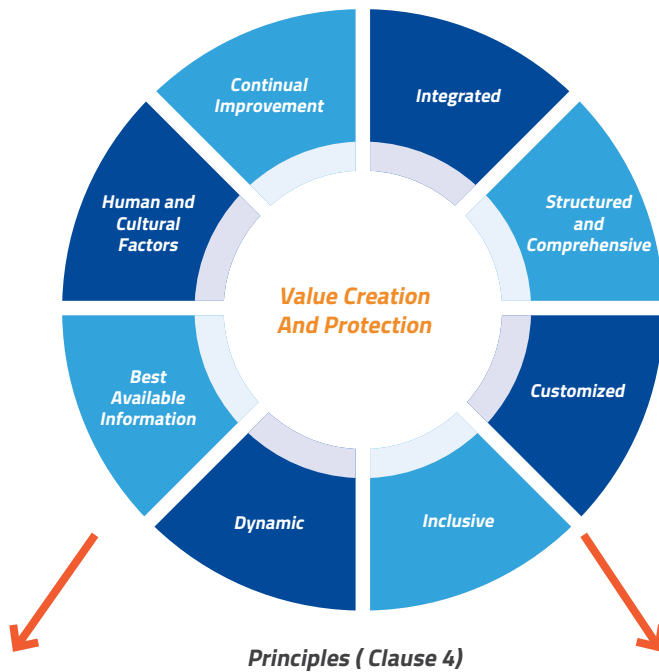 Continual
Improvement
Integrated
Human and
Cultural
Factors
Structured
and
Comprehensive
Value Creation
And Protection
Best
Available
Information
Customized
Dynamic
Inclusive
Principles ( Clause 4)